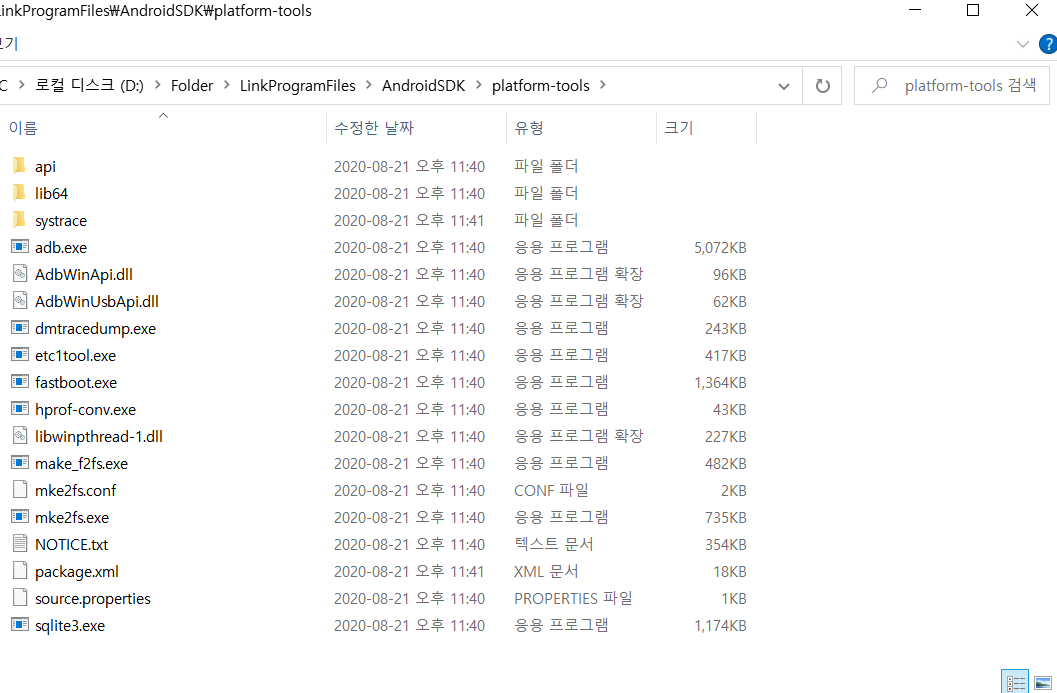 inkProgramFiles₩AndroidSDK₩platform-tools
기
?
C > 로컬 디스크 (D:) > Folder > LinkProgramFiles > AndroidSDK > platform-tools > platform-tools 검색
이름 수정한 날짜 유형 크기
api 2020-08-21 오후 11:40 파일 폴더
lib64 2020-08-21 오후 11:40 파일 폴더
systrace 2020-08-21 오후 11:41 파일 폴더
adb.exe 2020-08-21 오후 11:40 응용 프로그램 5,072KB
AdbWinApi.dll 2020-08-21 오후 11:40 응용 프로그램 확장 96KB
AdbWinUsbApi.dll 2020-08-21 오후 11:40 응용 프로그램 확장 62KB
dmtracedump.exe 2020-08-21 오후 11:40 응용 프로그램 243KB
etc1tool.exe 2020-08-21 오후 11:40 응용 프로그램 417KB
fastboot.exe 2020-08-21 오후 11:40 응용 프로그램 1,364KB
hprof-conv.exe 2020-08-21 오후 11:40 응용 프로그램 43KB
libwinpthread-1.dll 2020-08-21 오후 11:40 응용 프로그램 확장 227KB
make_f2fs.exe 2020-08-21 오후 11:40 응용 프로그램 482KB
mke2fs.conf 2020-08-21 오후 11:40 CONF 파일 2KB
mke2fs.exe 2020-08-21 오후 11:40 응용 프로그램 735KB
NOTICE.txt 2020-08-21 오후 11:40 텍스트 문서 354KB
package.xml 2020-08-21 오후 11:41 XML 문서 18KB
source.properties 2020-08-21 오후 11:40 PROPERTIES 파일 1KB
sqlite3.exe 2020-08-21 오후 11:40 응용 프로그램 1,174KB